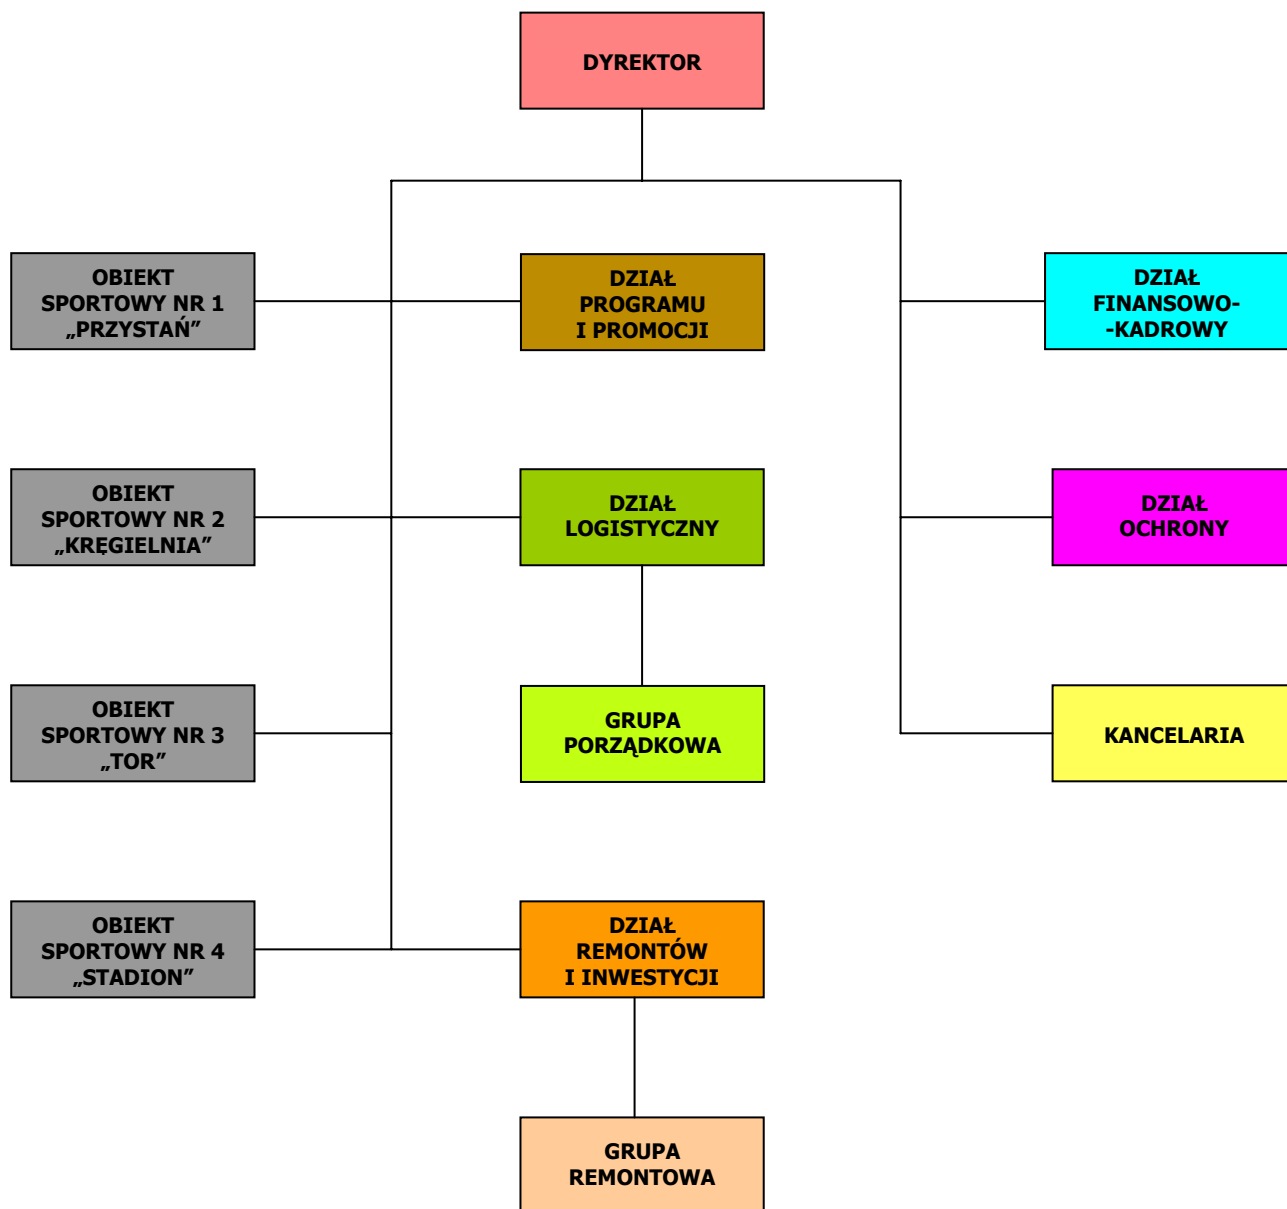 DYREKTOR
OBIEKT
SPORTOWY NR 1
„PRZYSTAŃ”
DZIAŁ
PROGRAMU
I PROMOCJI
DZIAŁ
FINANSOWO-
-KADROWY
OBIEKT
SPORTOWY NR 2
„KRĘGIELNIA”
DZIAŁ
LOGISTYCZNY
DZIAŁ
OCHRONY
OBIEKT
SPORTOWY NR 3
„TOR”
GRUPA
PORZĄDKOWA
KANCELARIA
OBIEKT
SPORTOWY NR 4
„STADION”
DZIAŁ
REMONTÓW
I INWESTYCJI
GRUPA
REMONTOWA